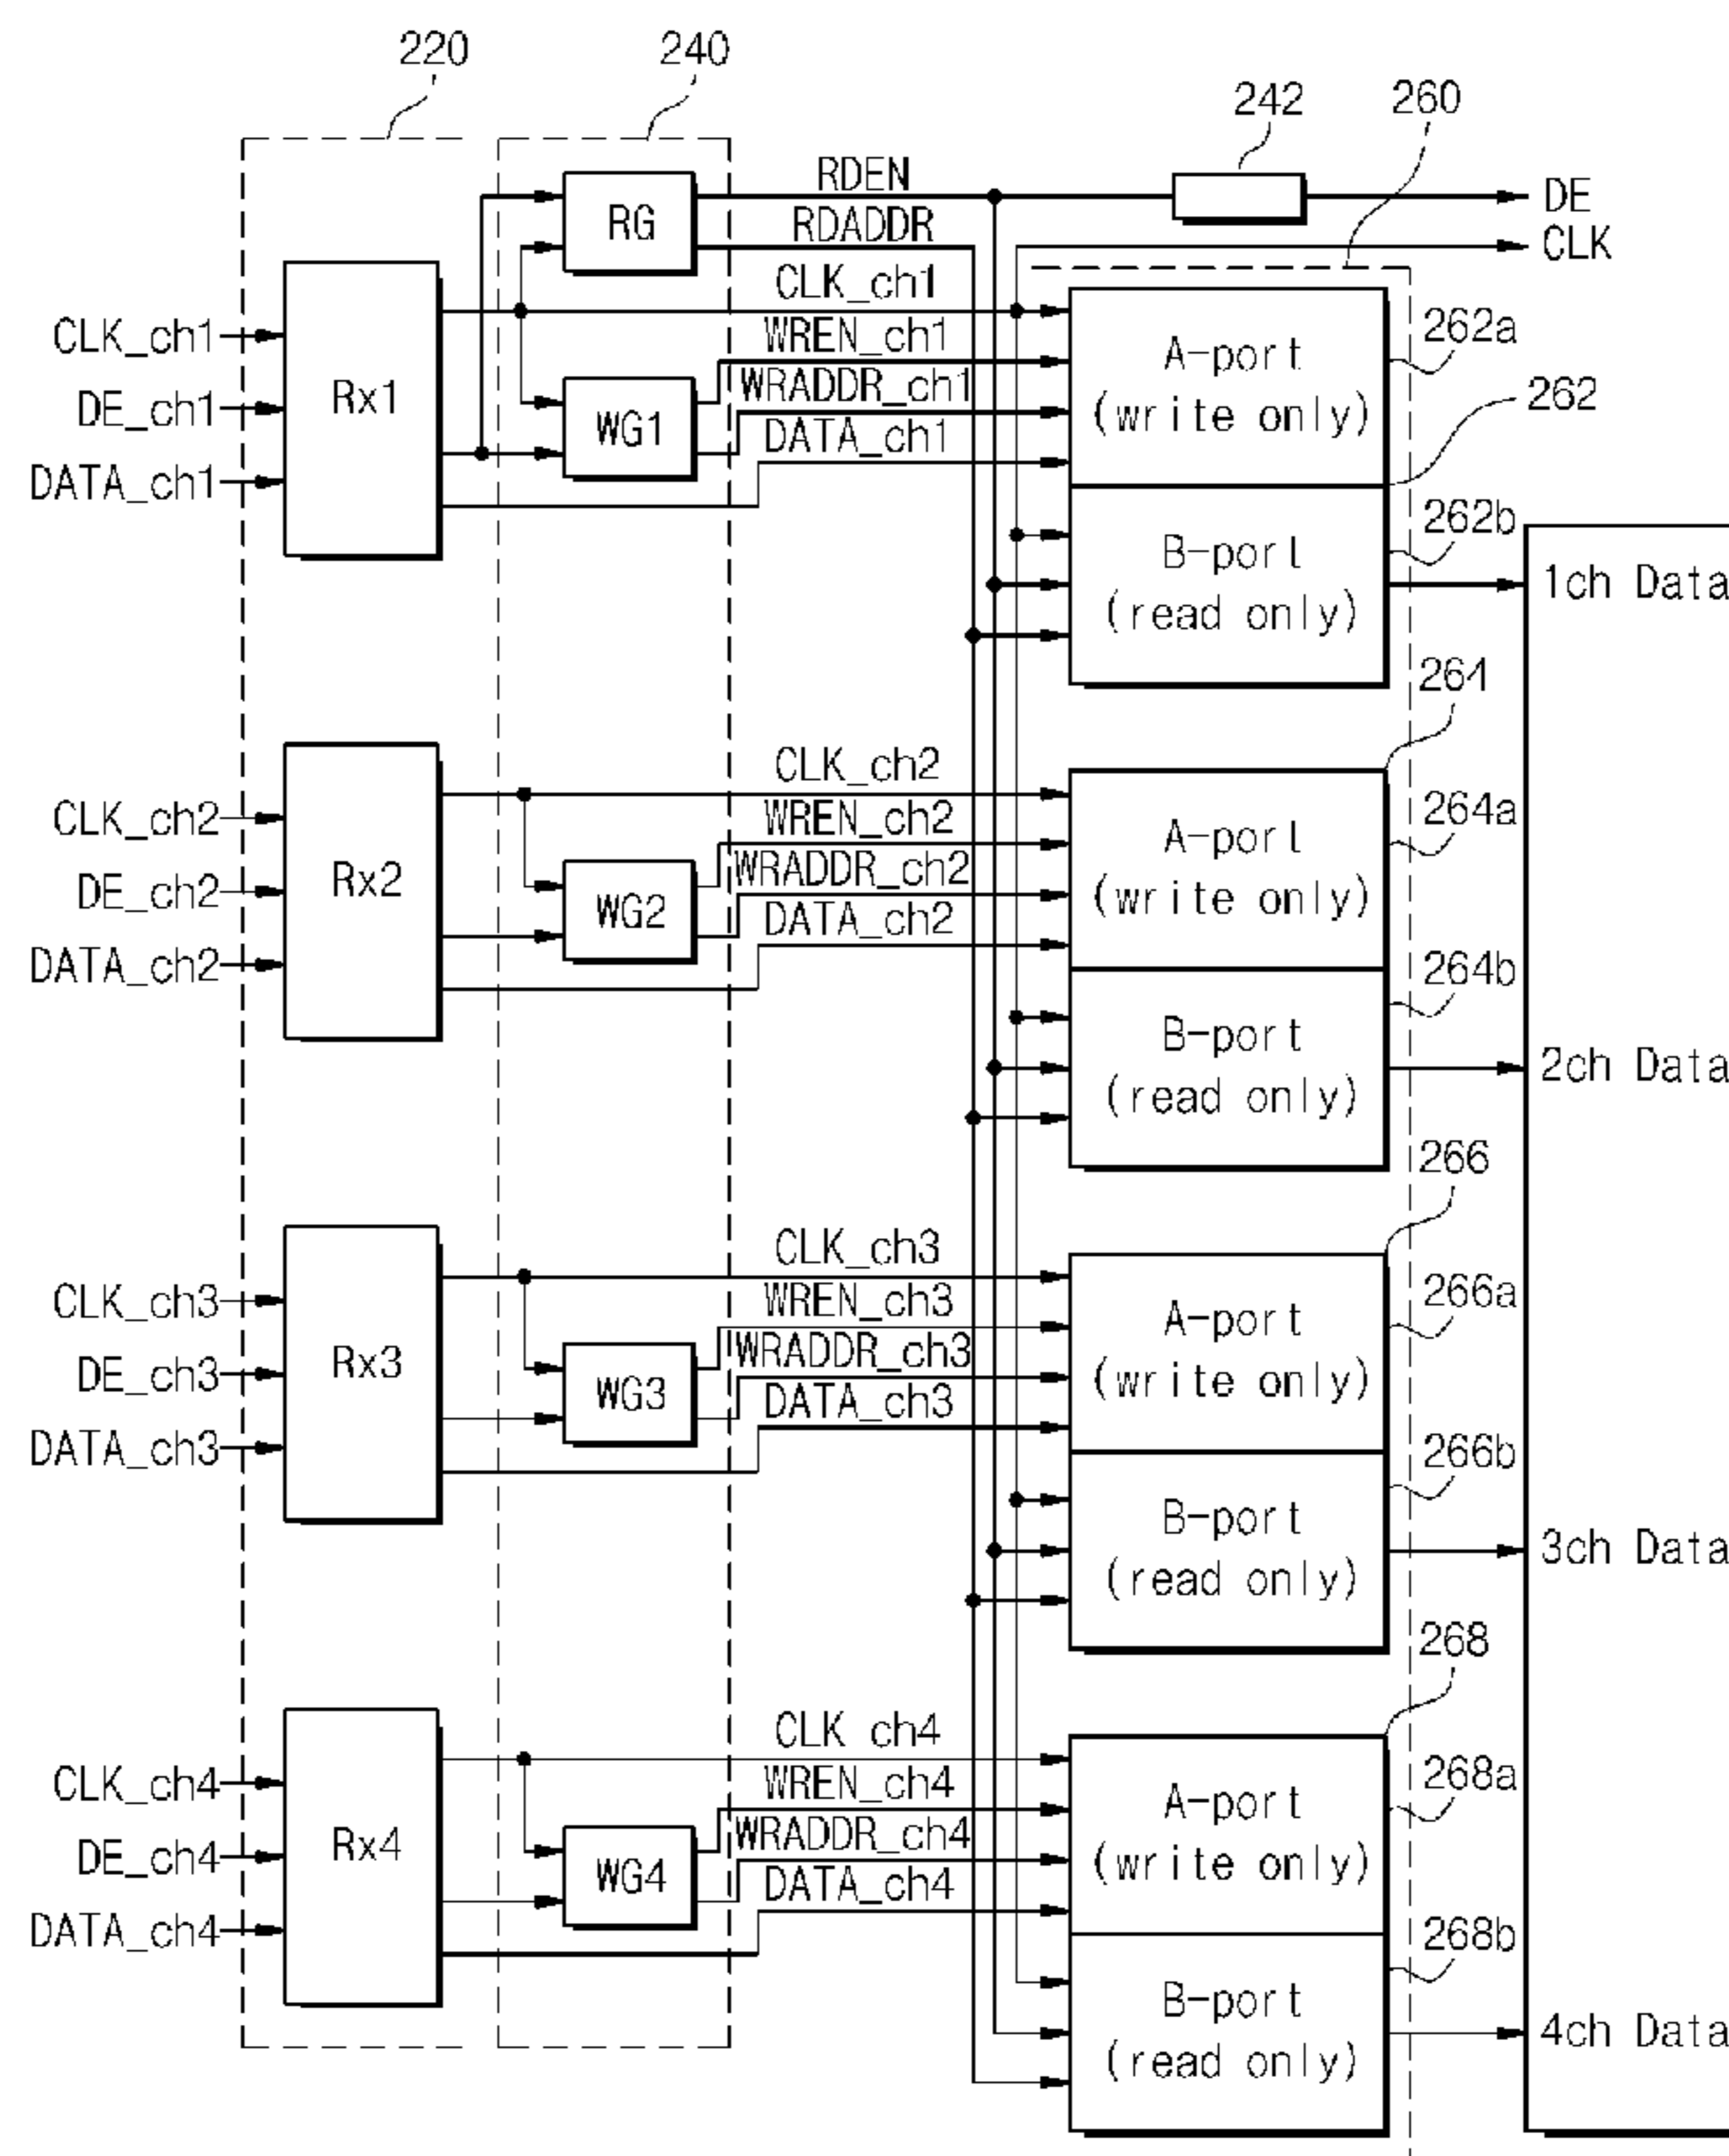 220
240
242
260
RDEN
DE
RG
RDADDR
CLK
CLK_ch1
CLK_ch1
WREN_ch1
A-port
262a
Rx1
WRADDR_ch1
DE_ch1
WG1
(write only)
262
DATA_ch1
DATA_ch1
262b
B-port
1ch Data
(read only)
264
CLK_ch2
CLK_ch2
WREN_ch2
A-port
264a
Rx2
WRADDR_ch2
DE_ch2
WG2
(write only)
DATA_ch2
DATA_ch2
264b
B-port
2ch Data
(read only)
266
CLK_ch3
CLK_ch3
WREN_ch3
A-port
266a
Rx3
WRADDR_ch3
DE_ch3
WG3
(write only)
DATA_ch3
DATA_ch3
266b
B-port
3ch Data
(read only)
268
CLK ch4
CLK_ch4
WREN_ch4
A-port
268a
Rx4
WRADDR_ch4
DE_ch4
WG4
(write only)
DATA_ch4
DATA_ch4
268b
B-port
4ch Data
(read only)